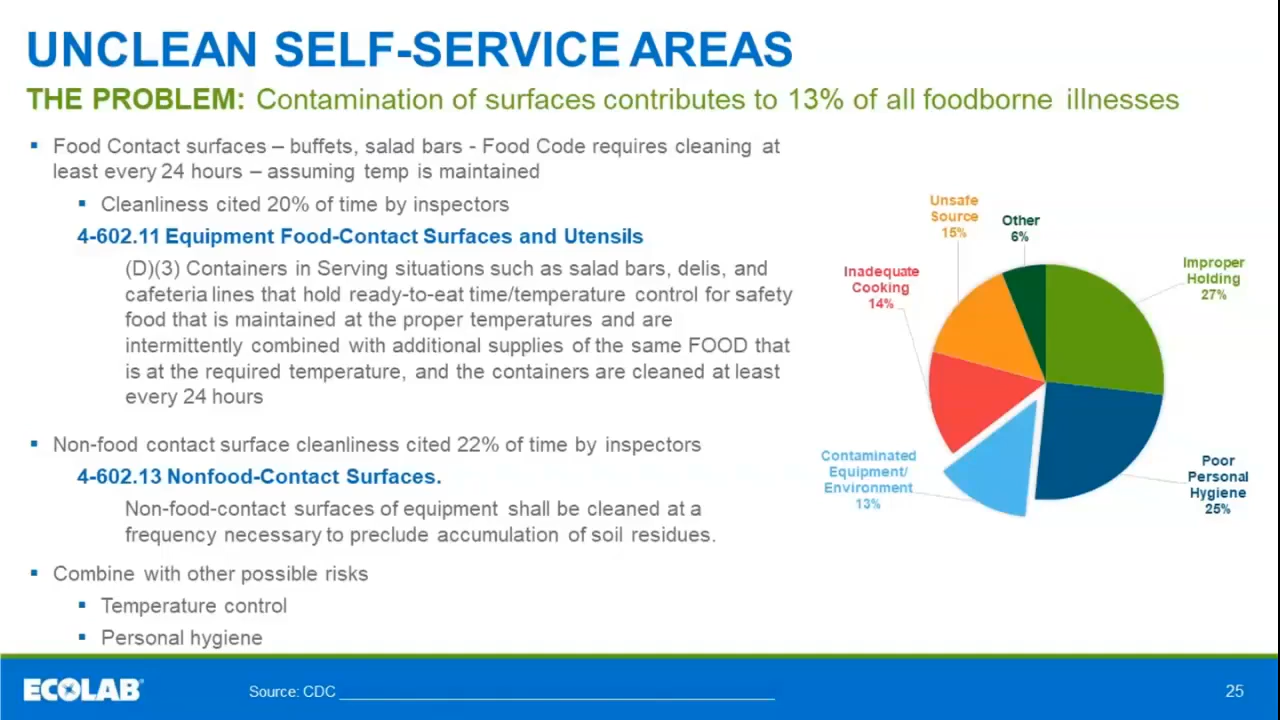 UNCLEAN SELF-SERVICE AREAS
THE PROBLEM: Contamination of surfaces contributes to 13% of all foodborne illnesses
▪ Food Contact surfaces – buffets, salad bars - Food Code requires cleaning at
least every 24 hours – assuming temp is maintained
▪ Cleanliness cited 20% of time by inspectors
4-602.11 Equipment Food-Contact Surfaces and Utensils
(D)(3) Containers in Serving situations such as salad bars, delis, and
cafeteria lines that hold ready-to-eat time/temperature control for safety
food that is maintained at the proper temperatures and are
intermittently combined with additional supplies of the same FOOD that
is at the required temperature, and the containers are cleaned at least
every 24 hours
▪ Non-food contact surface cleanliness cited 22% of time by inspectors
4-602.13 Nonfood-Contact Surfaces.
Non-food-contact surfaces of equipment shall be cleaned at a
frequency necessary to preclude accumulation of soil residues.
▪ Combine with other possible risks
▪ Temperature control
▪ Personal hygiene
Unsafe
Source
15%
Other
6%
Improper
Holding
27%
Inadequate
Cooking
14%
Contaminated
Equipment/
Environment
13%
Poor
Personal
Hygiene
25%
ECOLAB®
Source: CDC ______________________________________________
25